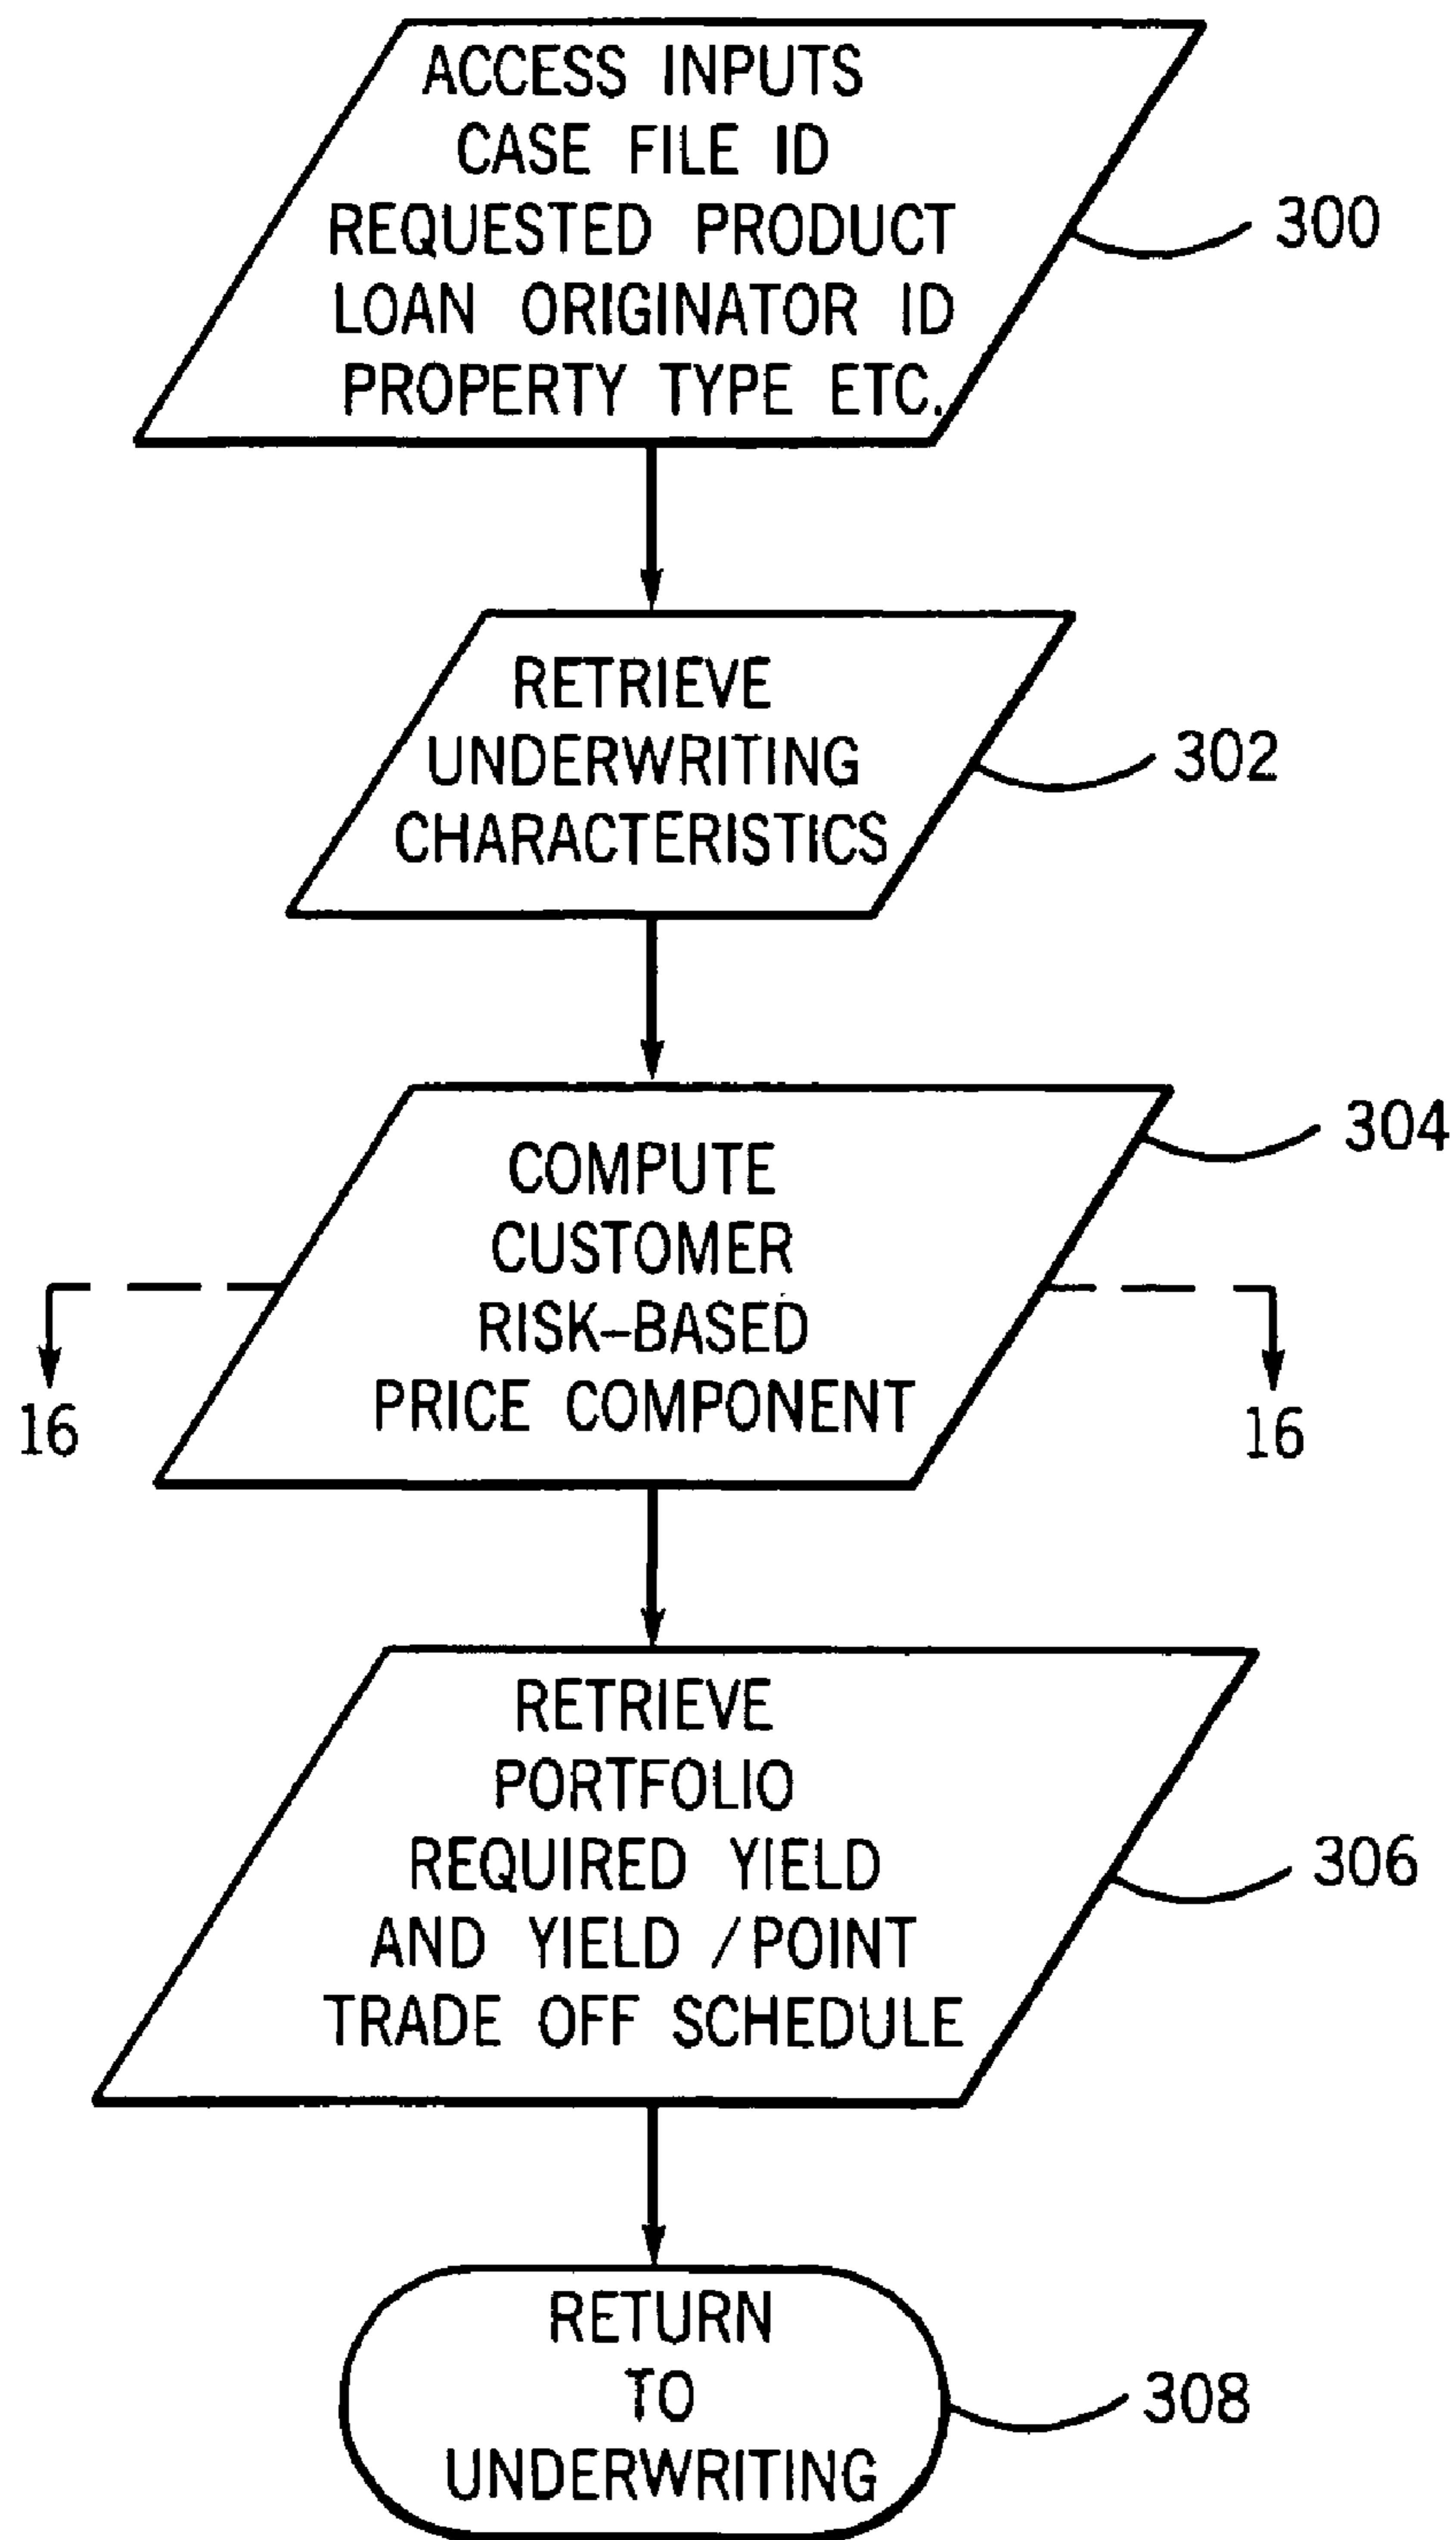 ACCESS INPUTS
CASE FILE ID
REQUESTED PRODUCT
LOAN ORIGINATOR ID
PROPERTY TYPE ETC.
300
RETRIEVE
UNDERWRITING
CHARACTERISTICS
302
COMPUTE
CUSTOMER
RISK–BASED
PRICE COMPONENT
304
16
16
RETRIEVE
PORTFOLIO
REQUIRED YIELD
AND YIELD /POINT
TRADE OFF SCHEDULE
306
RETURN
TO
UNDERWRITING
308